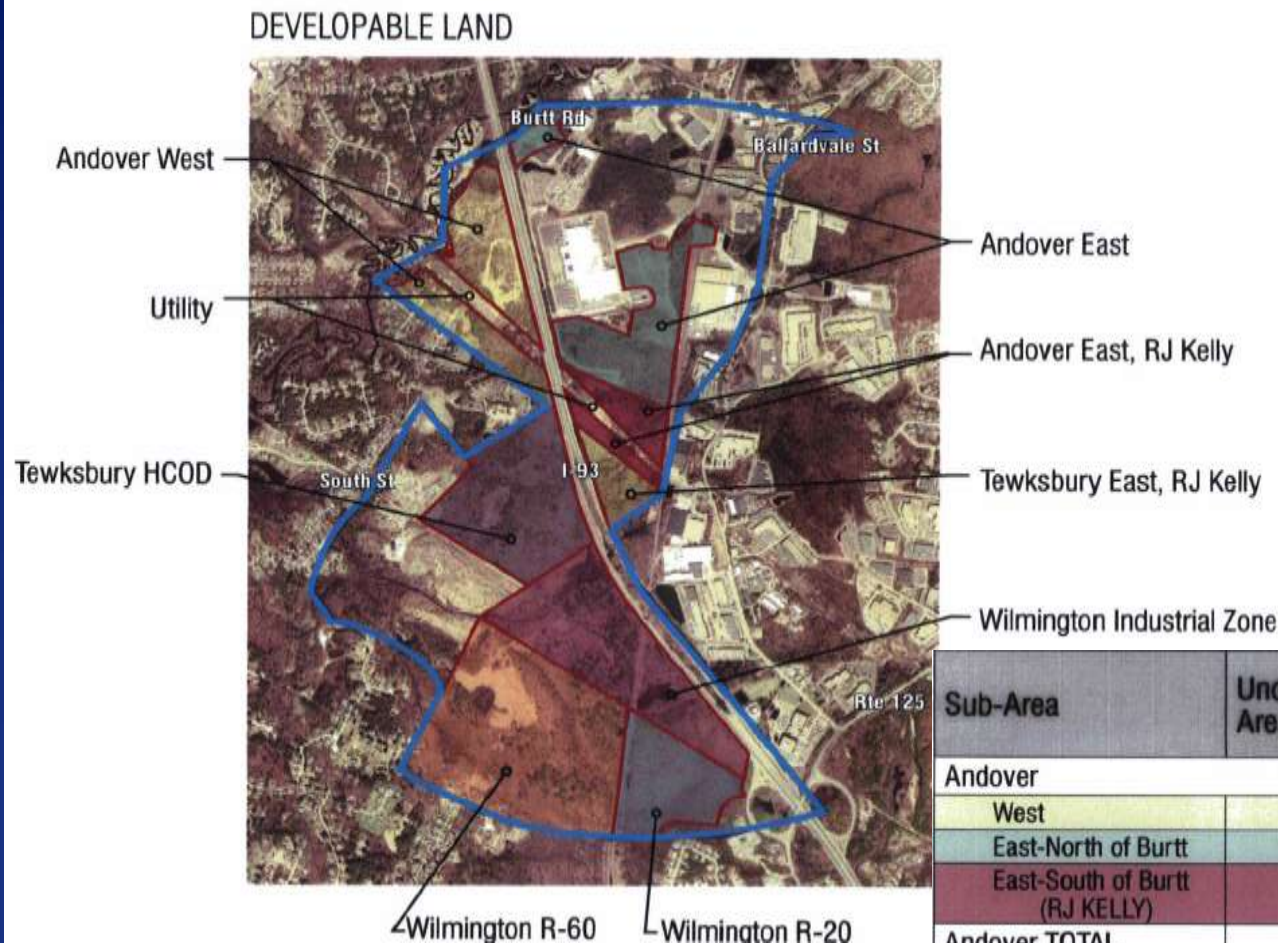 DEVELOPABLE LAND
Burtt Rd
Ballardvale St
Andover West
Andover East
Utility
Andover East, RJ Kelly
Tewksbury HCOD
South St
I-93
Tewksbury East, RJ Kelly
Wilmington Industrial Zone
Rte 125
Wilmington R-60
Wilmington R-20
Sub-Area
Andover
West
East-North of Burtt
East-South of Burtt
(RJ KELLY)
Andover TOTAL